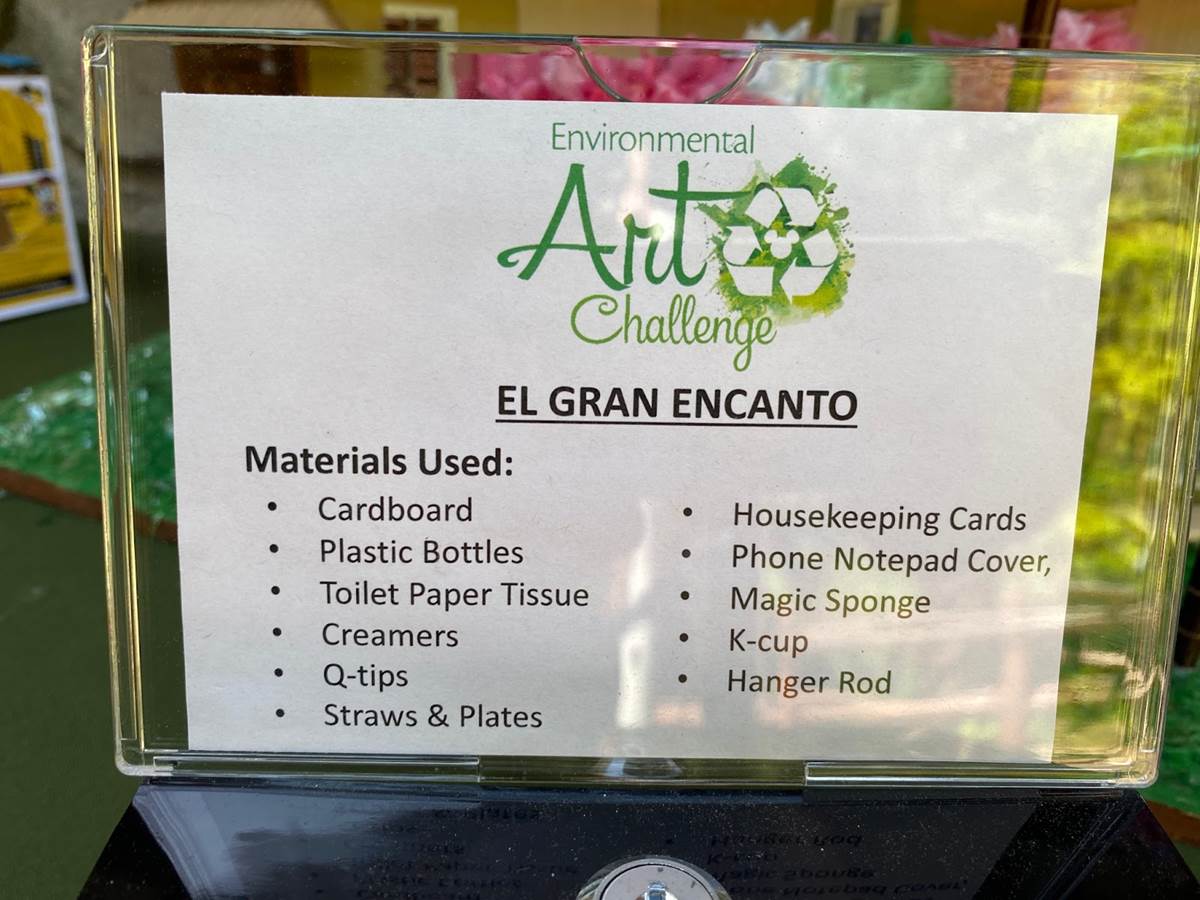 Environmental
Art
Challenge
EL GRAN ENCANTO
Materials Used:
• Cardboard
• Plastic Bottles
• Toilet Paper Tissue
• Creamers
• Q-tips
• Straws & Plates
• Housekeeping Cards
• Phone Notepad Cover,
• Magic Sponge
• K-cup
• Hanger Rod